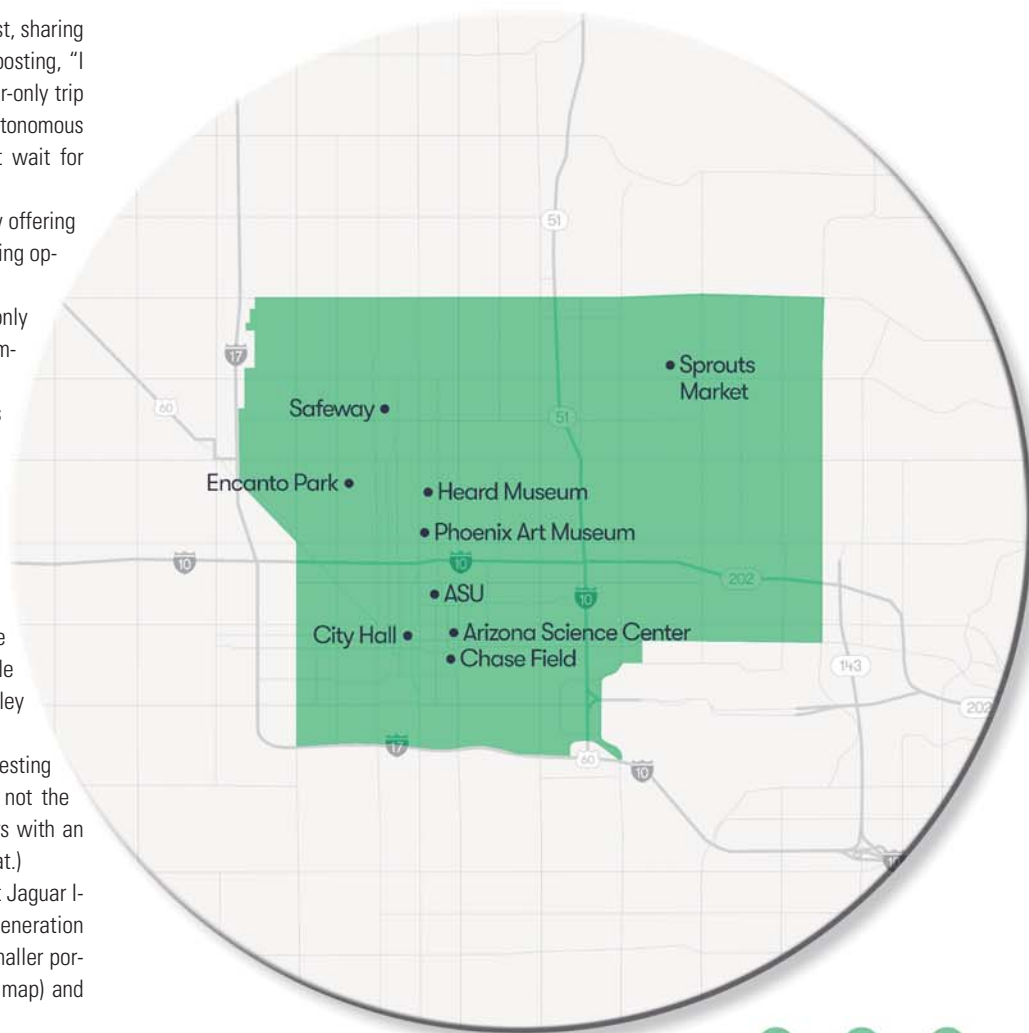 st, sharing
posting, “I
r-only trip
tonomous
t wait for
y offering
ing op-
only
m-
s
e
le
ley
esting
not the
s with an
at.)
t Jaguar I-
eneration
naller por-
map) and
51
17
Sprouts
Market
60
Safeway
51
Encanto Park
Heard Museum
Phoenix Art Museum
10
10
202
ASU
10
City Hall
Arizona Science Center
Chase Field
143
202
17
60
10
10